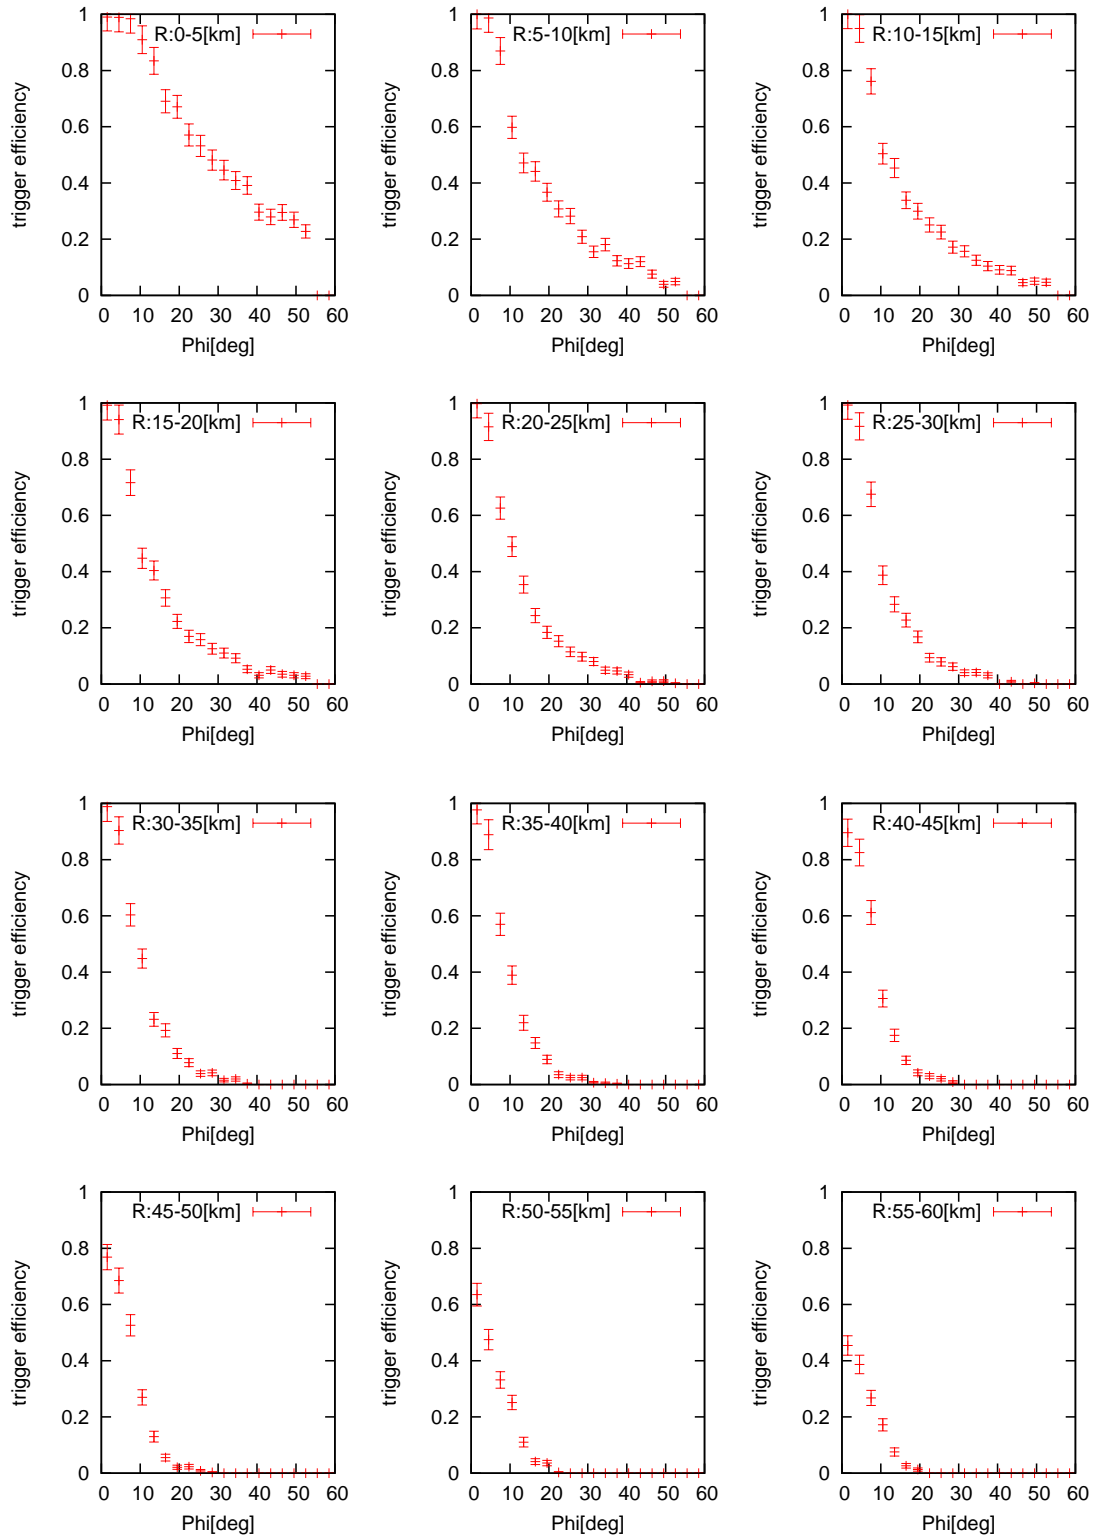 R:0-5[km]
trigger efficiency
1
0.8
0.6
0.4
0.2
0
0 10 20 30 40 50 60
Phi[deg]
R:5-10[km]
trigger efficiency
1
0.8
0.6
0.4
0.2
0
0 10 20 30 40 50 60
Phi[deg]
R:10-15[km]
trigger efficiency
1
0.8
0.6
0.4
0.2
0
0 10 20 30 40 50 60
Phi[deg]
R:15-20[km]
trigger efficiency
1
0.8
0.6
0.4
0.2
0
0 10 20 30 40 50 60
Phi[deg]
R:20-25[km]
trigger efficiency
1
0.8
0.6
0.4
0.2
0
0 10 20 30 40 50 60
Phi[deg]
R:25-30[km]
trigger efficiency
1
0.8
0.6
0.4
0.2
0
0 10 20 30 40 50 60
Phi[deg]
R:30-35[km]
trigger efficiency
1
0.8
0.6
0.4
0.2
0
0 10 20 30 40 50 60
Phi[deg]
R:35-40[km]
trigger efficiency
1
0.8
0.6
0.4
0.2
0
0 10 20 30 40 50 60
Phi[deg]
R:40-45[km]
trigger efficiency
1
0.8
0.6
0.4
0.2
0
0 10 20 30 40 50 60
Phi[deg]
R:45-50[km]
trigger efficiency
1
0.8
0.6
0.4
0.2
0
0 10 20 30 40 50 60
Phi[deg]
R:50-55[km]
trigger efficiency
1
0.8
0.6
0.4
0.2
0
0 10 20 30 40 50 60
Phi[deg]
R:55-60[km]
trigger efficiency
1
0.8
0.6
0.4
0.2
0
0 10 20 30 40 50 60
Phi[deg]